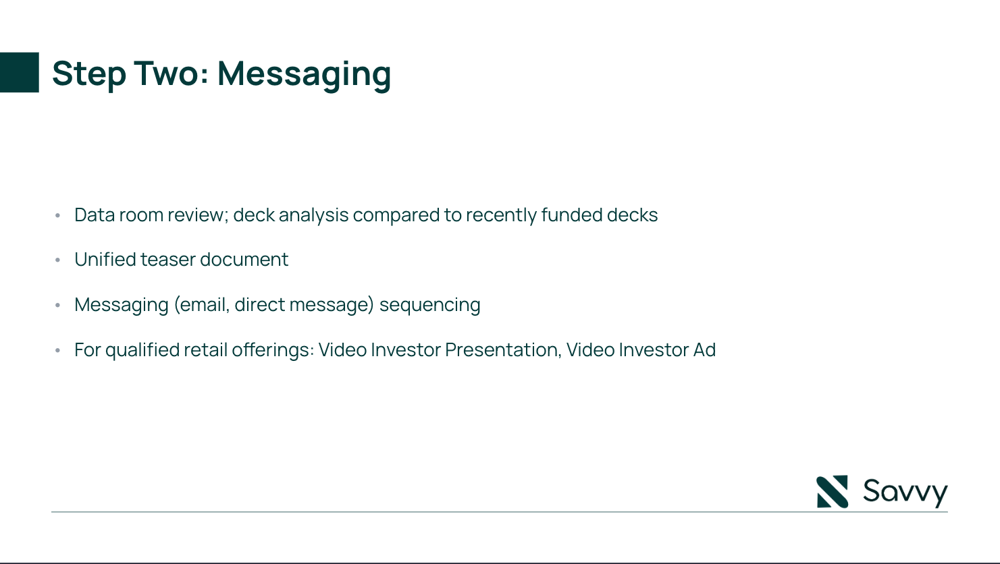 Step Two: Messaging
• Data room review; deck analysis compared to recently funded decks
• Unified teaser document
• Messaging (email, direct message) sequencing
• For qualified retail offerings: Video Investor Presentation, Video Investor Ad
Savvy